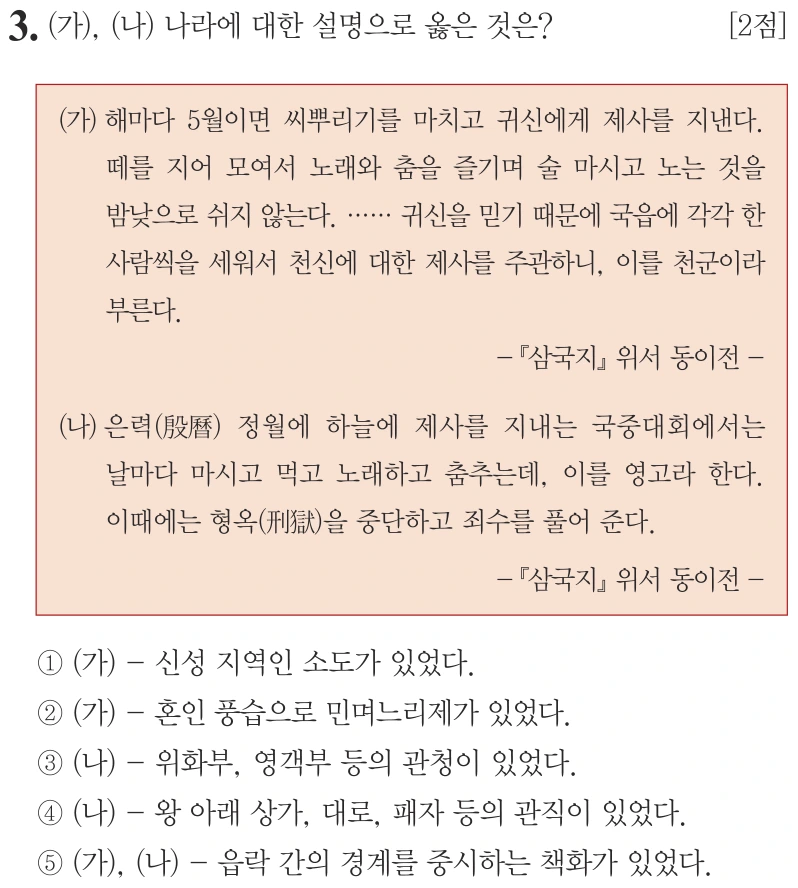 3. (가), (나) 나라에 대한 설명으로 옳은 것은? [2점]
(가) 해마다 5월이면 씨뿌리기를 마치고 귀신에게 제사를 지낸다.
떼를 지어 모여서 노래와 춤을 즐기며 술 마시고 노는 것을
밤낮으로 쉬지 않는다. …… 귀신을 믿기 때문에 국읍에 각각 한
사람씩을 세워서 천신에 대한 제사를 주관하니, 이를 천군이라
부른다.
－『삼국지』 위서 동이전－
(나) 은력(殷曆) 정월에 하늘에 제사를 지내는 국중대회에서는
날마다 마시고 먹고 노래하고 춤추는데, 이를 영고라 한다.
이때에는 형옥(刑獄)을 중단하고 죄수를 풀어 준다.
－『삼국지』 위서 동이전－
① (가) － 신성 지역인 소도가 있었다.
② (가) － 혼인 풍습으로 민며느리제가 있었다.
③ (나) － 위화부, 영객부 등의 관청이 있었다.
④ (나) － 왕 아래 상가, 대로, 패자 등의 관직이 있었다.
⑤ (가), (나) － 읍락 간의 경계를 중시하는 책화가 있었다.